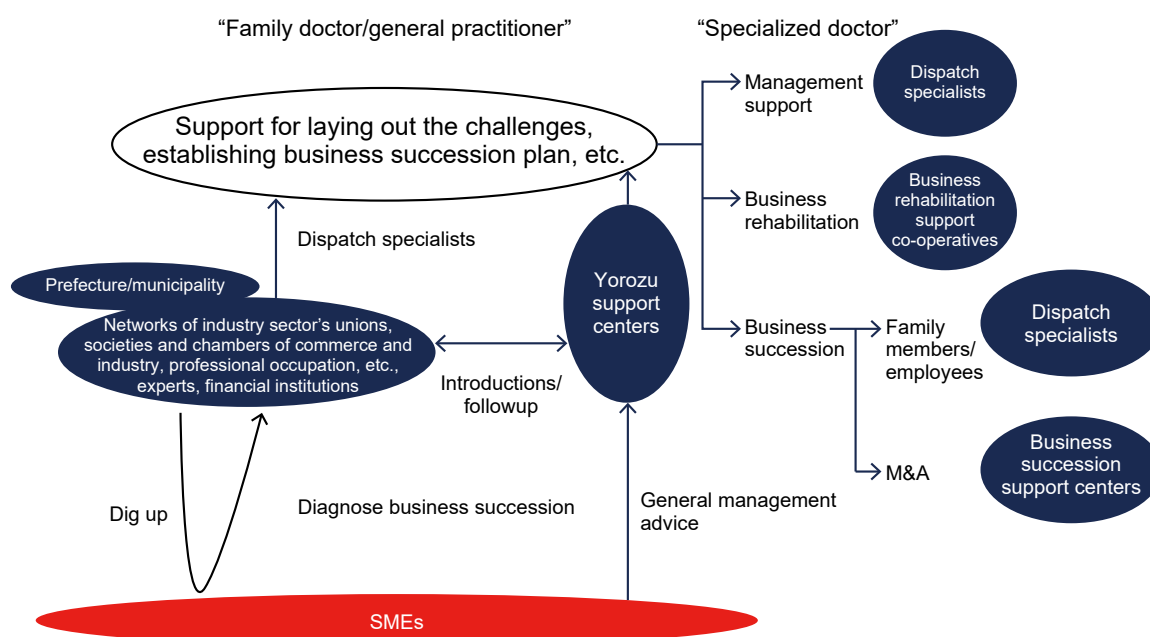 “Family doctor/general practitioner”
“Specialized doctor”
Support for laying out the challenges,
establishing business succession plan, etc.
Management
support
Dispatch
specialists
Business
rehabilitation
Business
rehabilitation
support
co-operatives
Dispatch specialists
Prefecture/municipality
Networks of industry sector’s unions,
societies and chambers of commerce and
industry, professional occupation, etc.,
experts, financial institutions
Yorozu
support
centers
Introductions/
followup
Business
succession
Family
members/
employees
Dispatch
specialists
M&A
Business
succession
support centers
Dig up
Diagnose business succession
General management
advice
SMEs